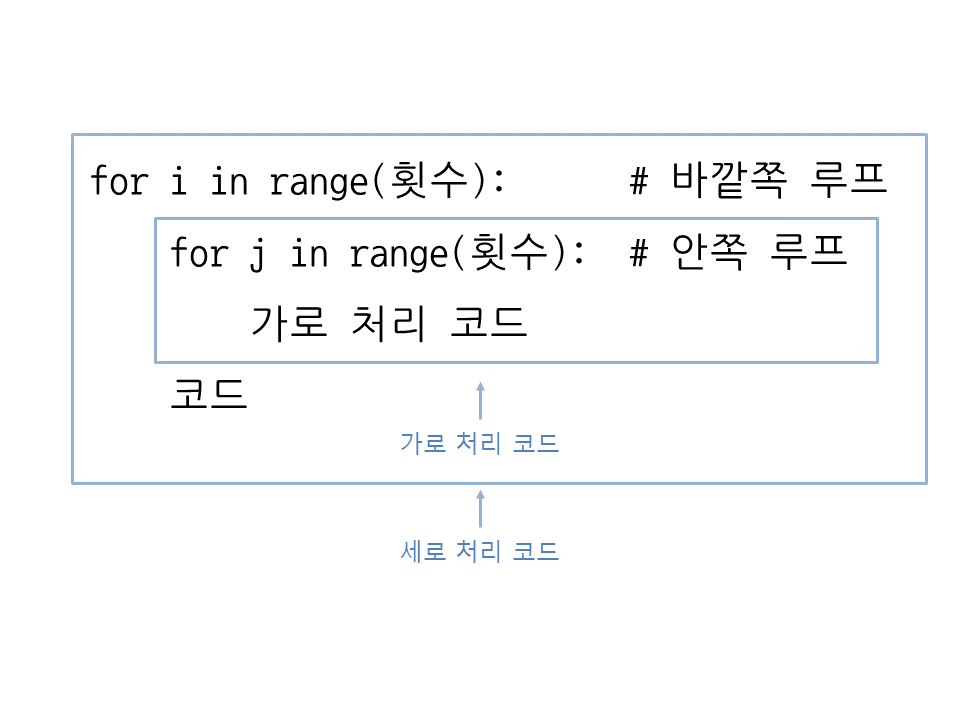 for i in range(횟수):      # 바깥쪽 루프
    for j in range(횟수):  # 안쪽 루프
        가로 처리 코드
    코드
가로 처리 코드
세로 처리 코드